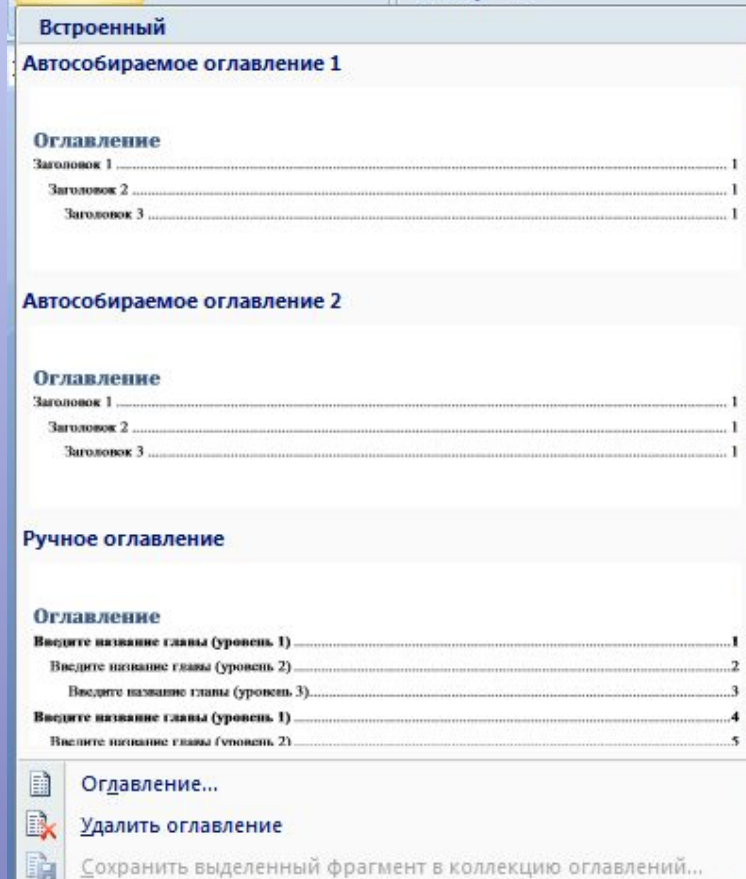 Встроенный
Автособираемое оглавление 1
Оглавление
Заголовок 1 ........ 1
Заголовок 2 ........ 1
Заголовок 3 ........ 1
Автособираемое оглавление 2
Оглавление
Заголовок 1 ........ 1
Заголовок 2 ........ 1
Заголовок 3 ........ 1
Ручное оглавление
Оглавление
Введите название главы (уровень 1) ........ 1
Введите название главы (уровень 2) ........ 2
Введите название главы (уровень 3) ........ 3
Введите название главы (уровень 1) ........ 4
Введите название главы (уровень 2) ........ 5
Оглавление...
Удалить оглавление
Сохранить выделенный фрагмент в коллекцию оглавлений...